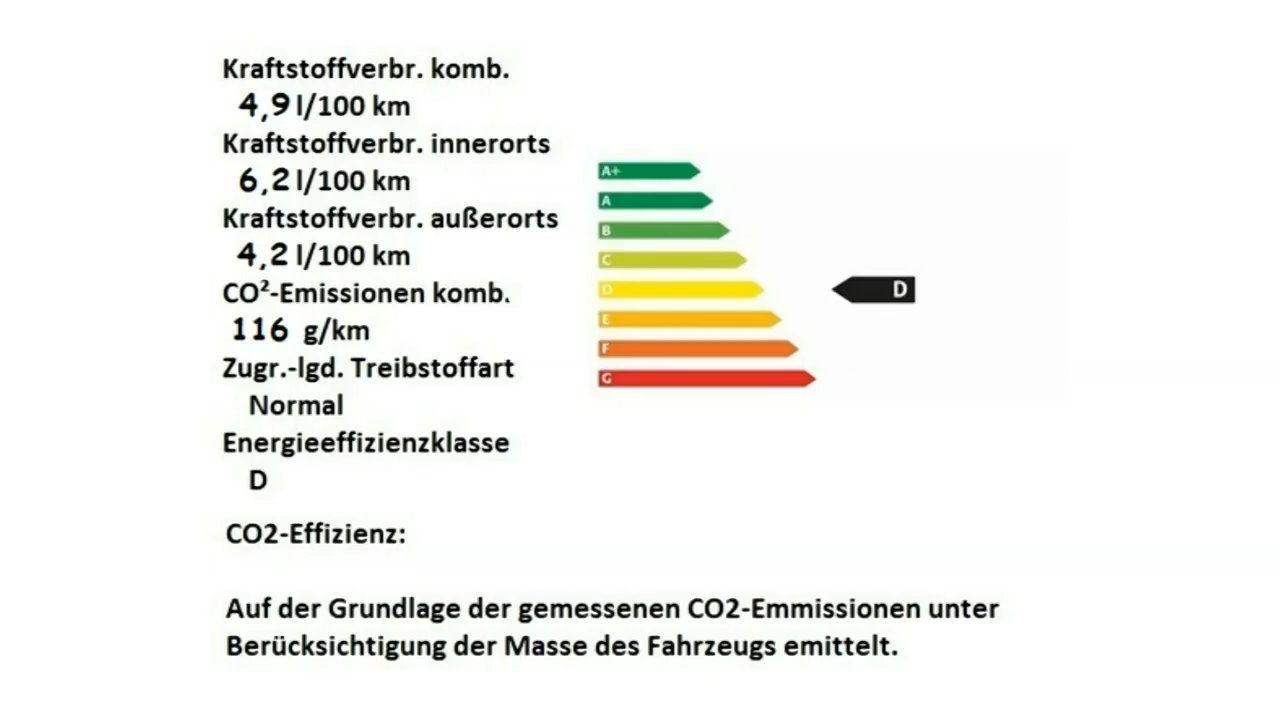 Kraftstoffverbr. komb.
4,9 l/100 km
Kraftstoffverbr. innerorts
6,2 l/100 km
Kraftstoffverbr. außerorts
4,2 l/100 km
CO²-Emissionen komb.
116 g/km
Zugr.-lgd. Treibstoffart
Normal
Energieeffizienzklasse
D
A+
A
B
C
D
E
F
G
D
CO2-Effizienz:
Auf der Grundlage der gemessenen CO2-Emmissionen unter
Berücksichtigung der Masse des Fahrzeugs emittelt.